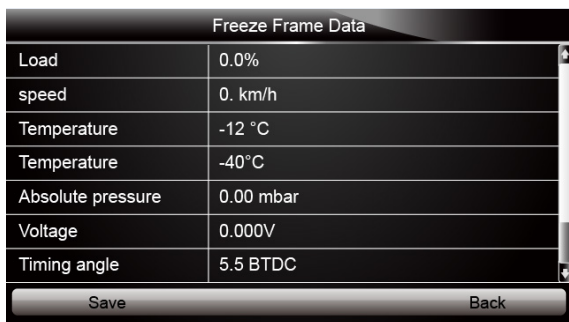 Freeze Frame Data
Load 0.0%
speed 0. km/h
Temperature -12 °C
Temperature -40°C
Absolute pressure 0.00 mbar
Voltage 0.000V
Timing angle 5.5 BTDC
Save Back